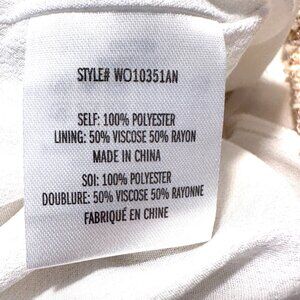 STYLE# WO10351AN
SELF: 100% POLYESTER
LINING: 50% VISCOSE 50% RAYON
MADE IN CHINA
SOI: 100% POLYESTER
DOUBLURE: 50% VISCOSE 50% RAYONNE
FABRIQUÉ EN CHINE